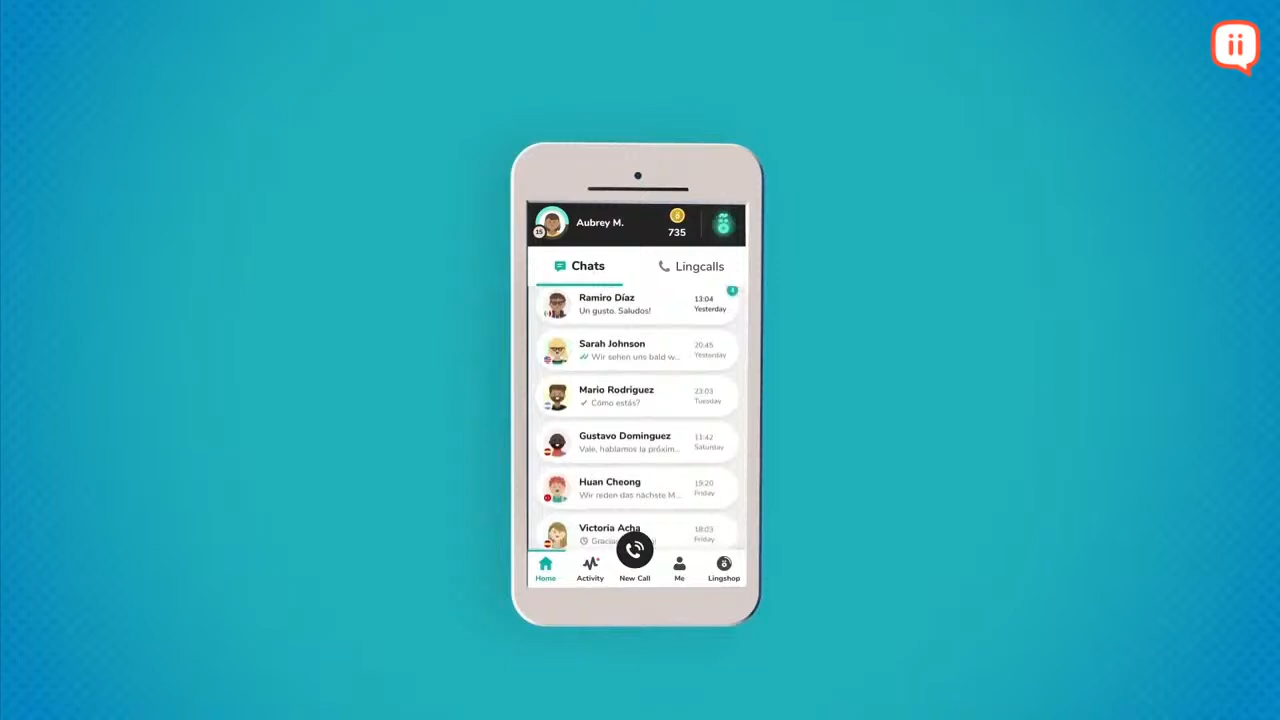 Aubrey M.
15
6
735
Chats
Lingcalls
4
Ramiro Díaz
13:04
Un gusto. Saludos!
Yesterday
Sarah Johnson
20:45
Wir sehen uns bald w...
Yesterday
Mario Rodriguez
23:03
Cómo estás?
Tuesday
Gustavo Dominguez
11:42
Vale, hablamos la próxim...
Saturday
Huan Cheong
19:20
Wir reden das nächste M...
Friday
Victoria Acha
18:03
Friday
Home
Activity
New Call
Me
Lingshop